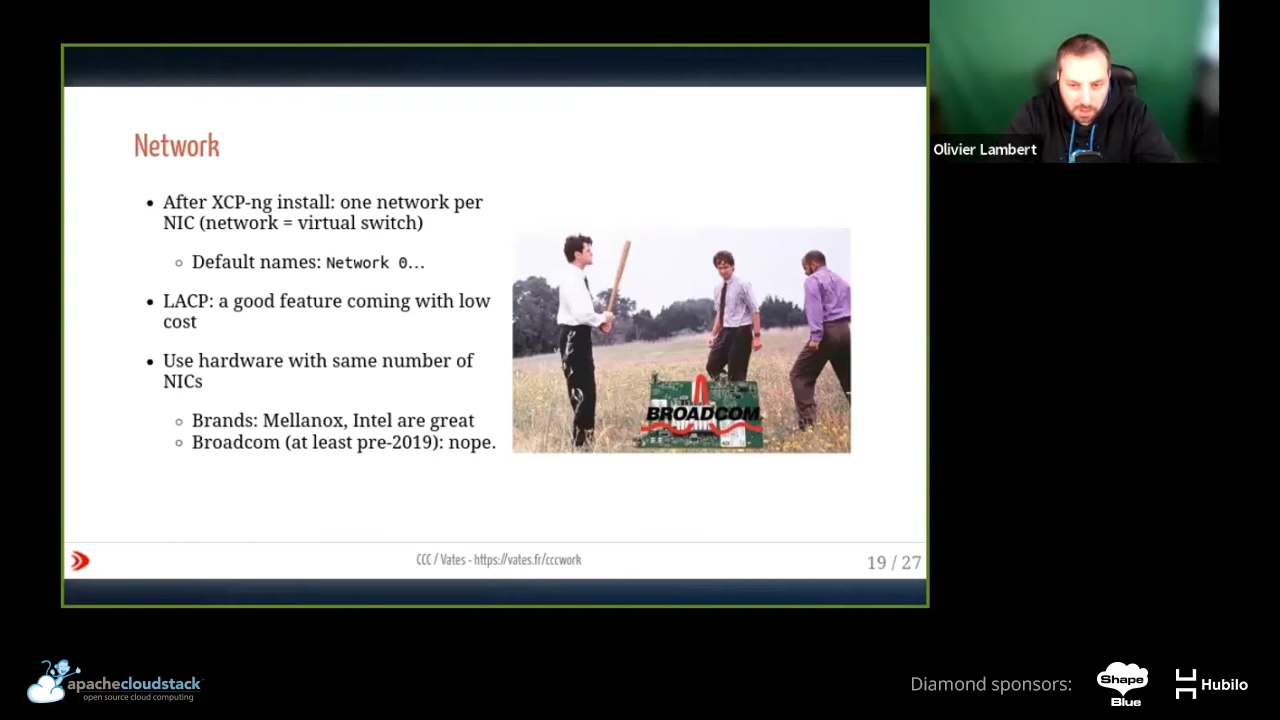 Network
After XCP-ng install: one network per
NIC (network = virtual switch)
Default names: Network 0…
LACP: a good feature coming with low
cost
Use hardware with same number of
NICs
Brands: Mellanox, Intel are great
Broadcom (at least pre-2019): nope.
BROADCOM
CCC / Vates - https://vates.fr/cccwork
19 / 27
Olivier Lambert
apachecloudstack
open source cloud computing
Diamond sponsors:
Shape
Blue
Hubilo